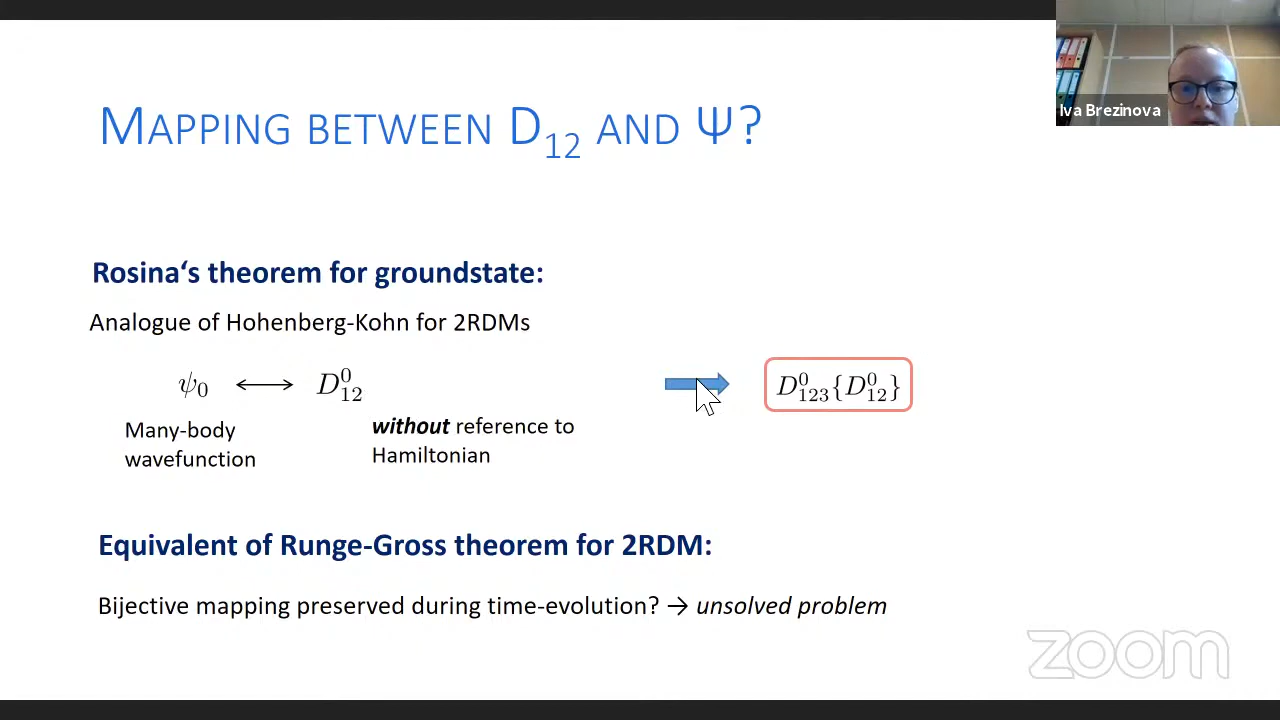 Iva Brezinova
MAPPING BETWEEN D₁₂ AND Ψ?
Rosina‘s theorem for groundstate:
Analogue of Hohenberg-Kohn for 2RDMs
ψ₀ ⟷ D⁰₁₂ D⁰₁₂₃{D⁰₁₂}
Many-body
wavefunction
without reference to
Hamiltonian
Equivalent of Runge-Gross theorem for 2RDM:
Bijective mapping preserved during time-evolution? → unsolved problem
zoom